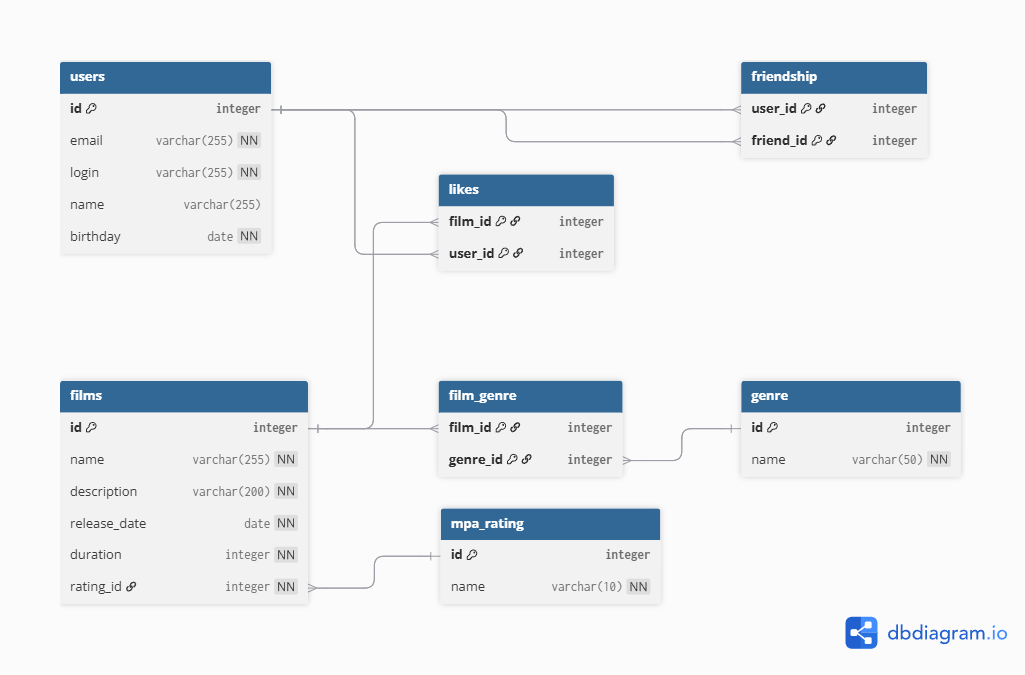 users
id integer
email varchar(255) NN
login varchar(255) NN
name varchar(255)
birthday date NN
friendship
user_id integer
friend_id integer
likes
film_id integer
user_id integer
films
id integer
name varchar(255) NN
description varchar(200) NN
release_date date NN
duration integer NN
rating_id integer NN
film_genre
film_id integer
genre_id integer
genre
id integer
name varchar(50) NN
mpa_rating
id integer
name varchar(10) NN
dbdiagram.io